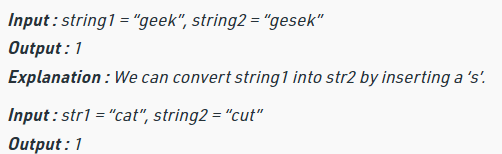 Input : string1 = “geek”, string2 = “gesek”
Output : 1
Explanation : We can convert string1 into str2 by inserting a ‘s’.
Input : str1 = “cat”, string2 = “cut”
Output : 1